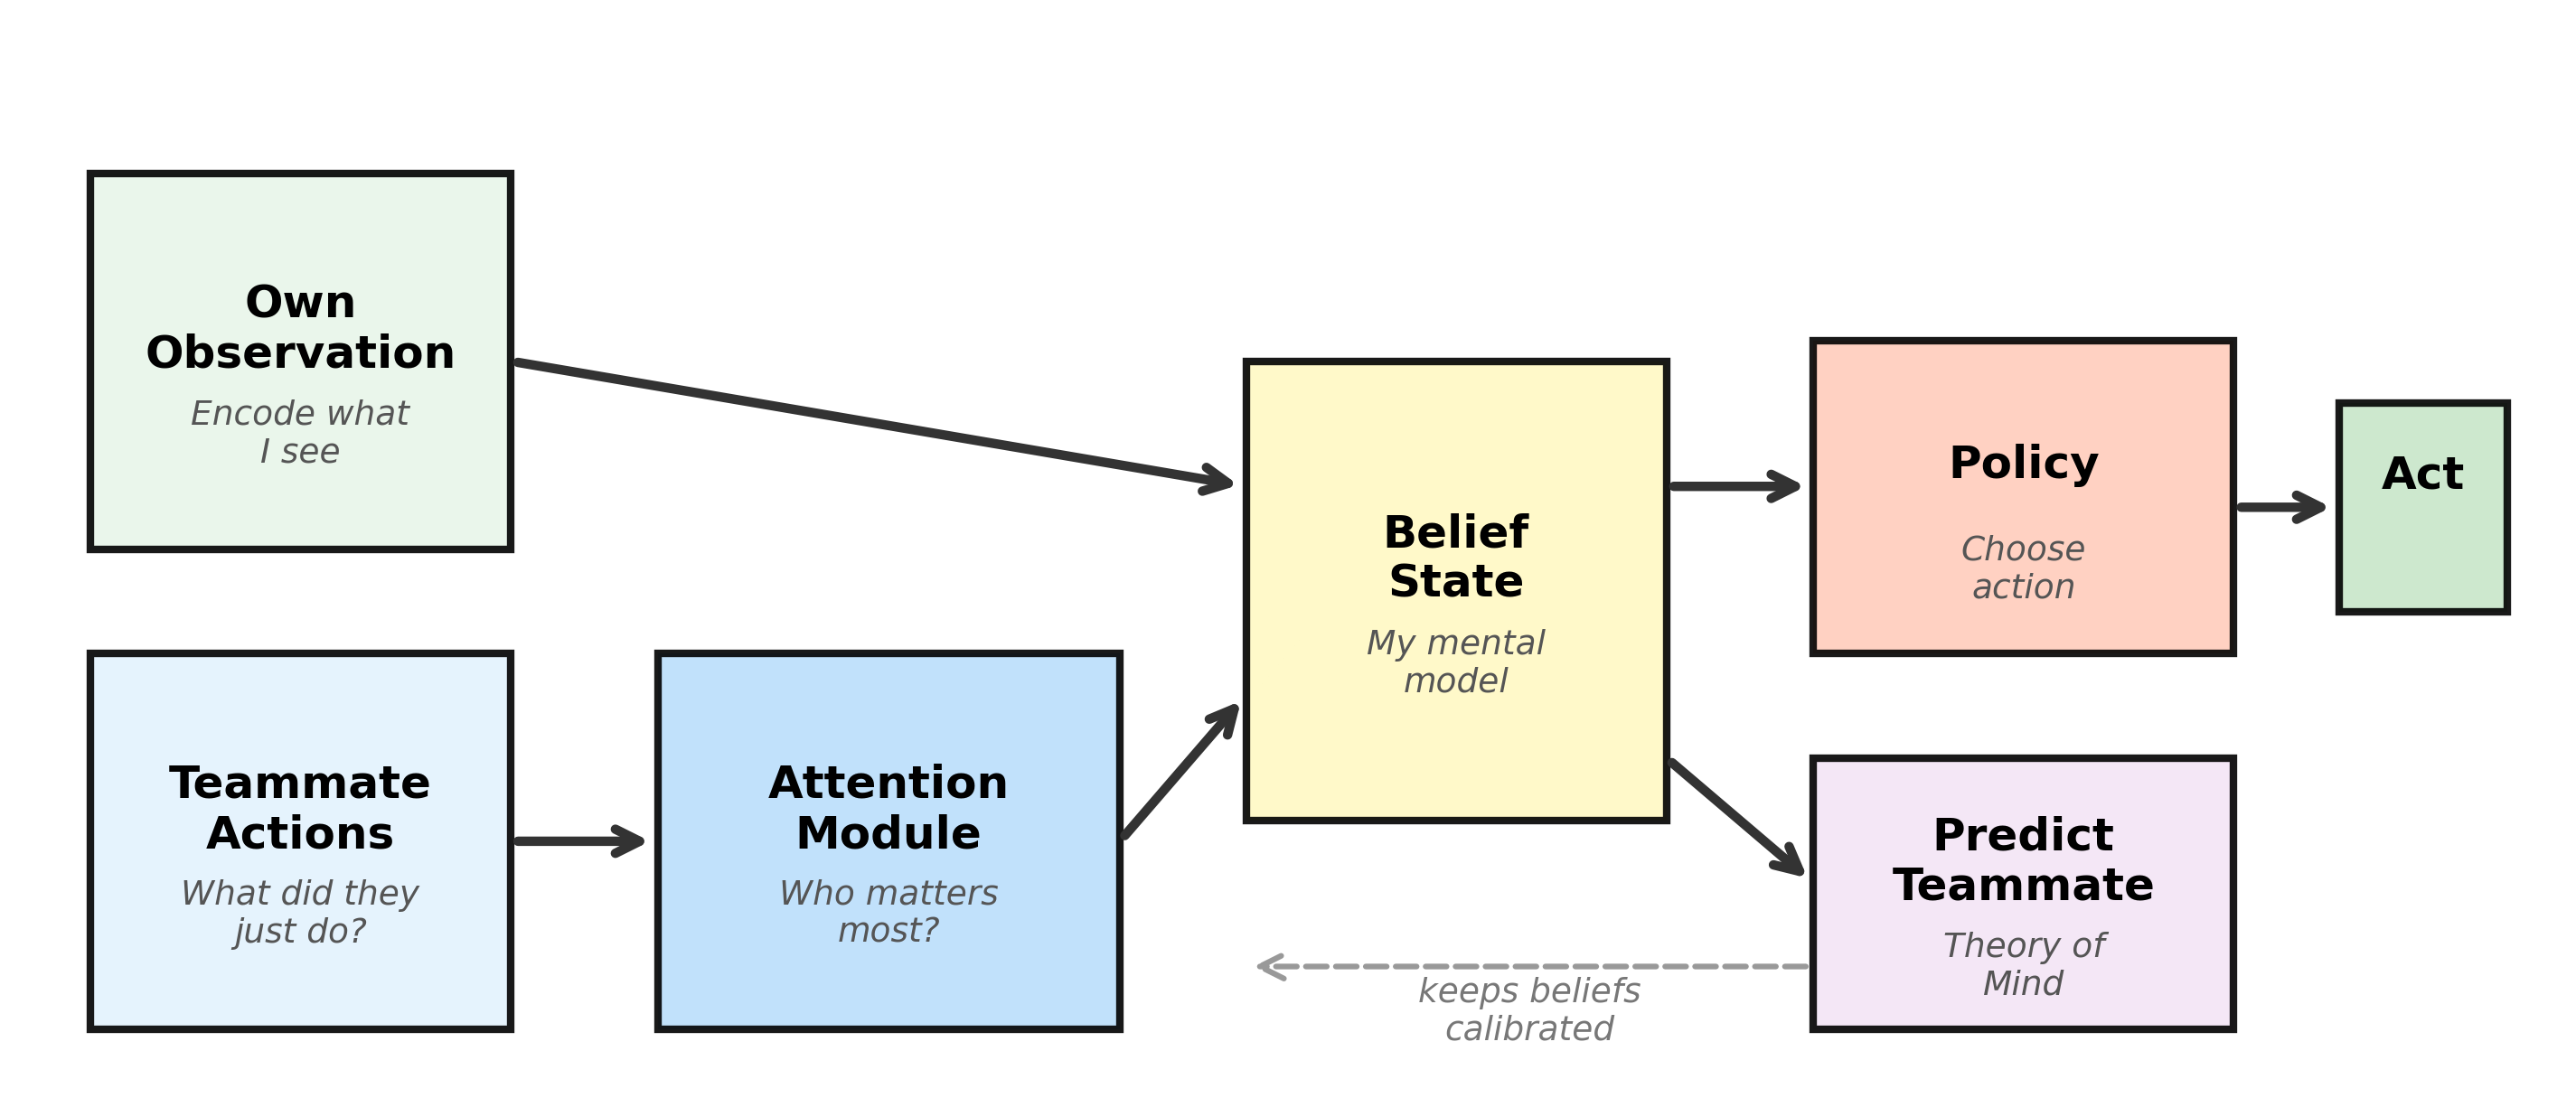 Own
Observation
Encode what
I see
Teammate
Actions
What did they
just do?
Attention
Module
Who matters
most?
Belief
State
My mental
model
Policy
Choose
action
Act
Predict
Teammate
Theory of
Mind
keeps beliefs
calibrated